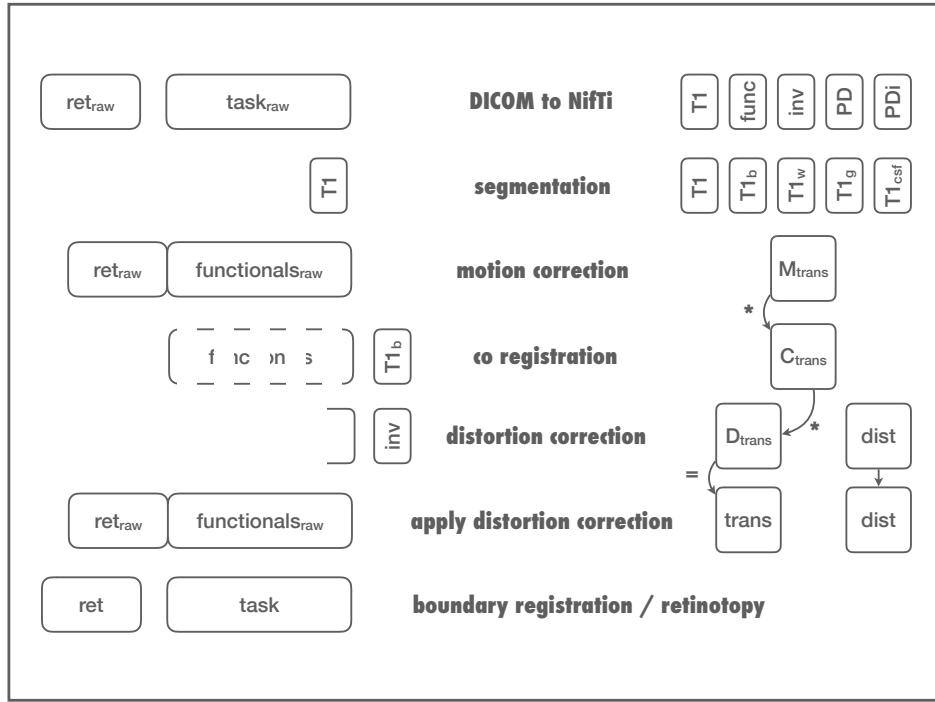 ret_raw task_raw DICOM to NifTi T1 func inv PD PDi
T1 segmentation T1_b T1_w T1_g T1_csf
ret_raw functionals_raw motion correction M_trans
*
T1_b co registration C_trans
inv distortion correction D_trans * dist
=
ret_raw functionals_raw apply distortion correction trans dist
ret task boundary registration / retinotopy